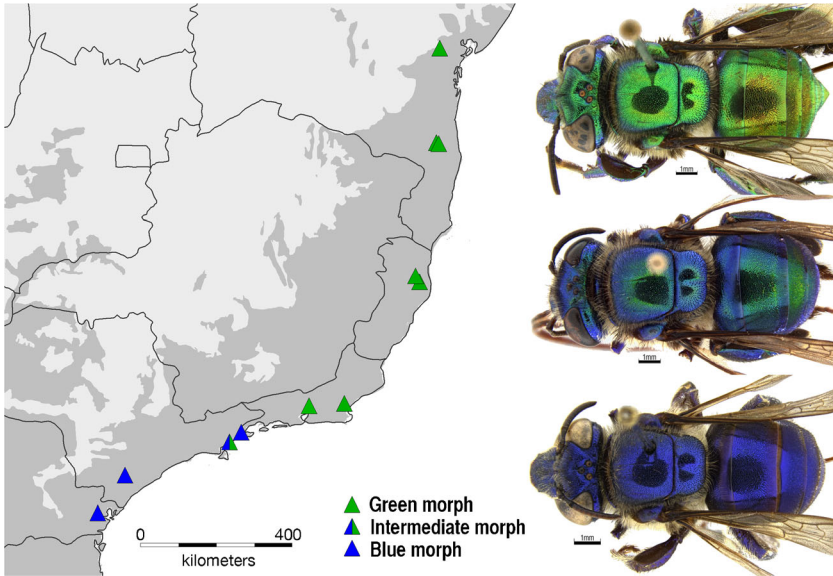 1mm
1mm
Green morph
Intermediate morph
Blue morph
0 400
kilometers
1mm